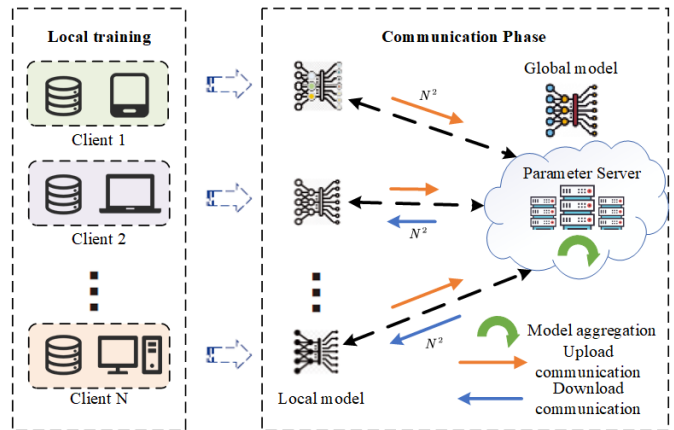 Local training
Communication Phase
Global model
N²
Client 1
Parameter Server
Client 2
N²
Model aggregation
Upload
communication
N²
Download
communication
Client N
Local model